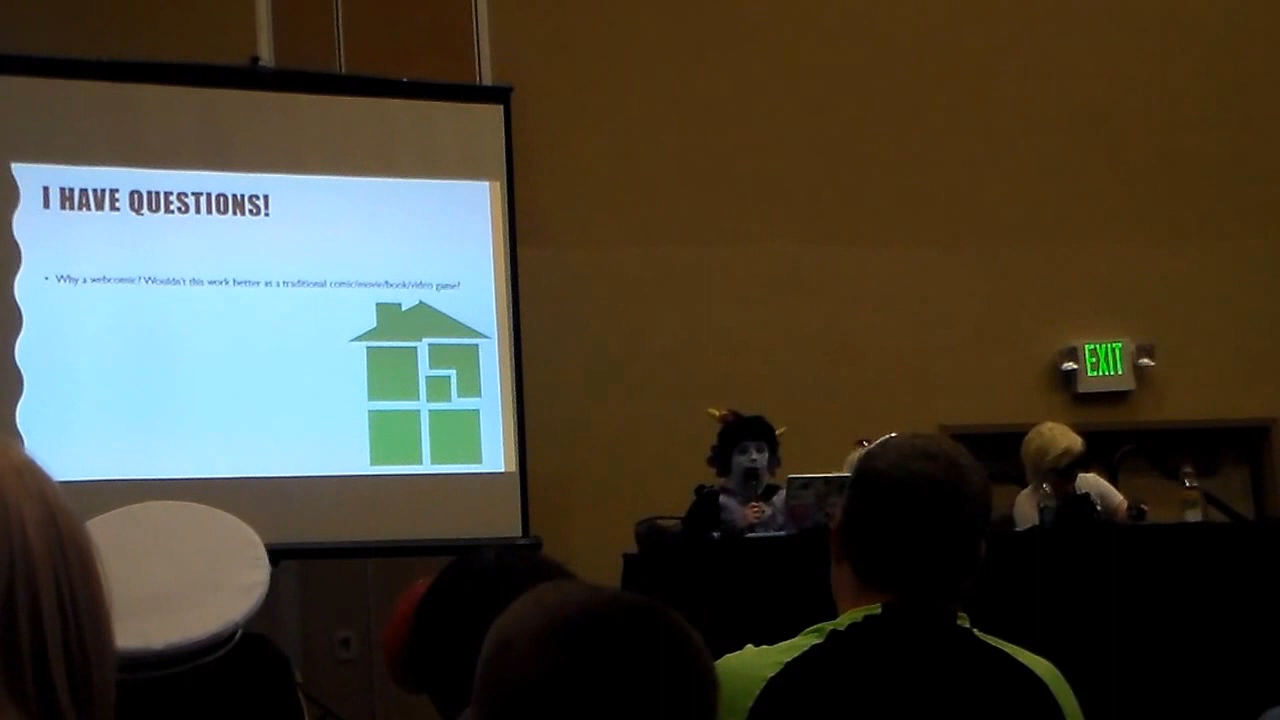 I HAVE QUESTIONS!
• Why a webcomic? Wouldn't this work better as a traditional comic/movie/book/video game?
EXIT